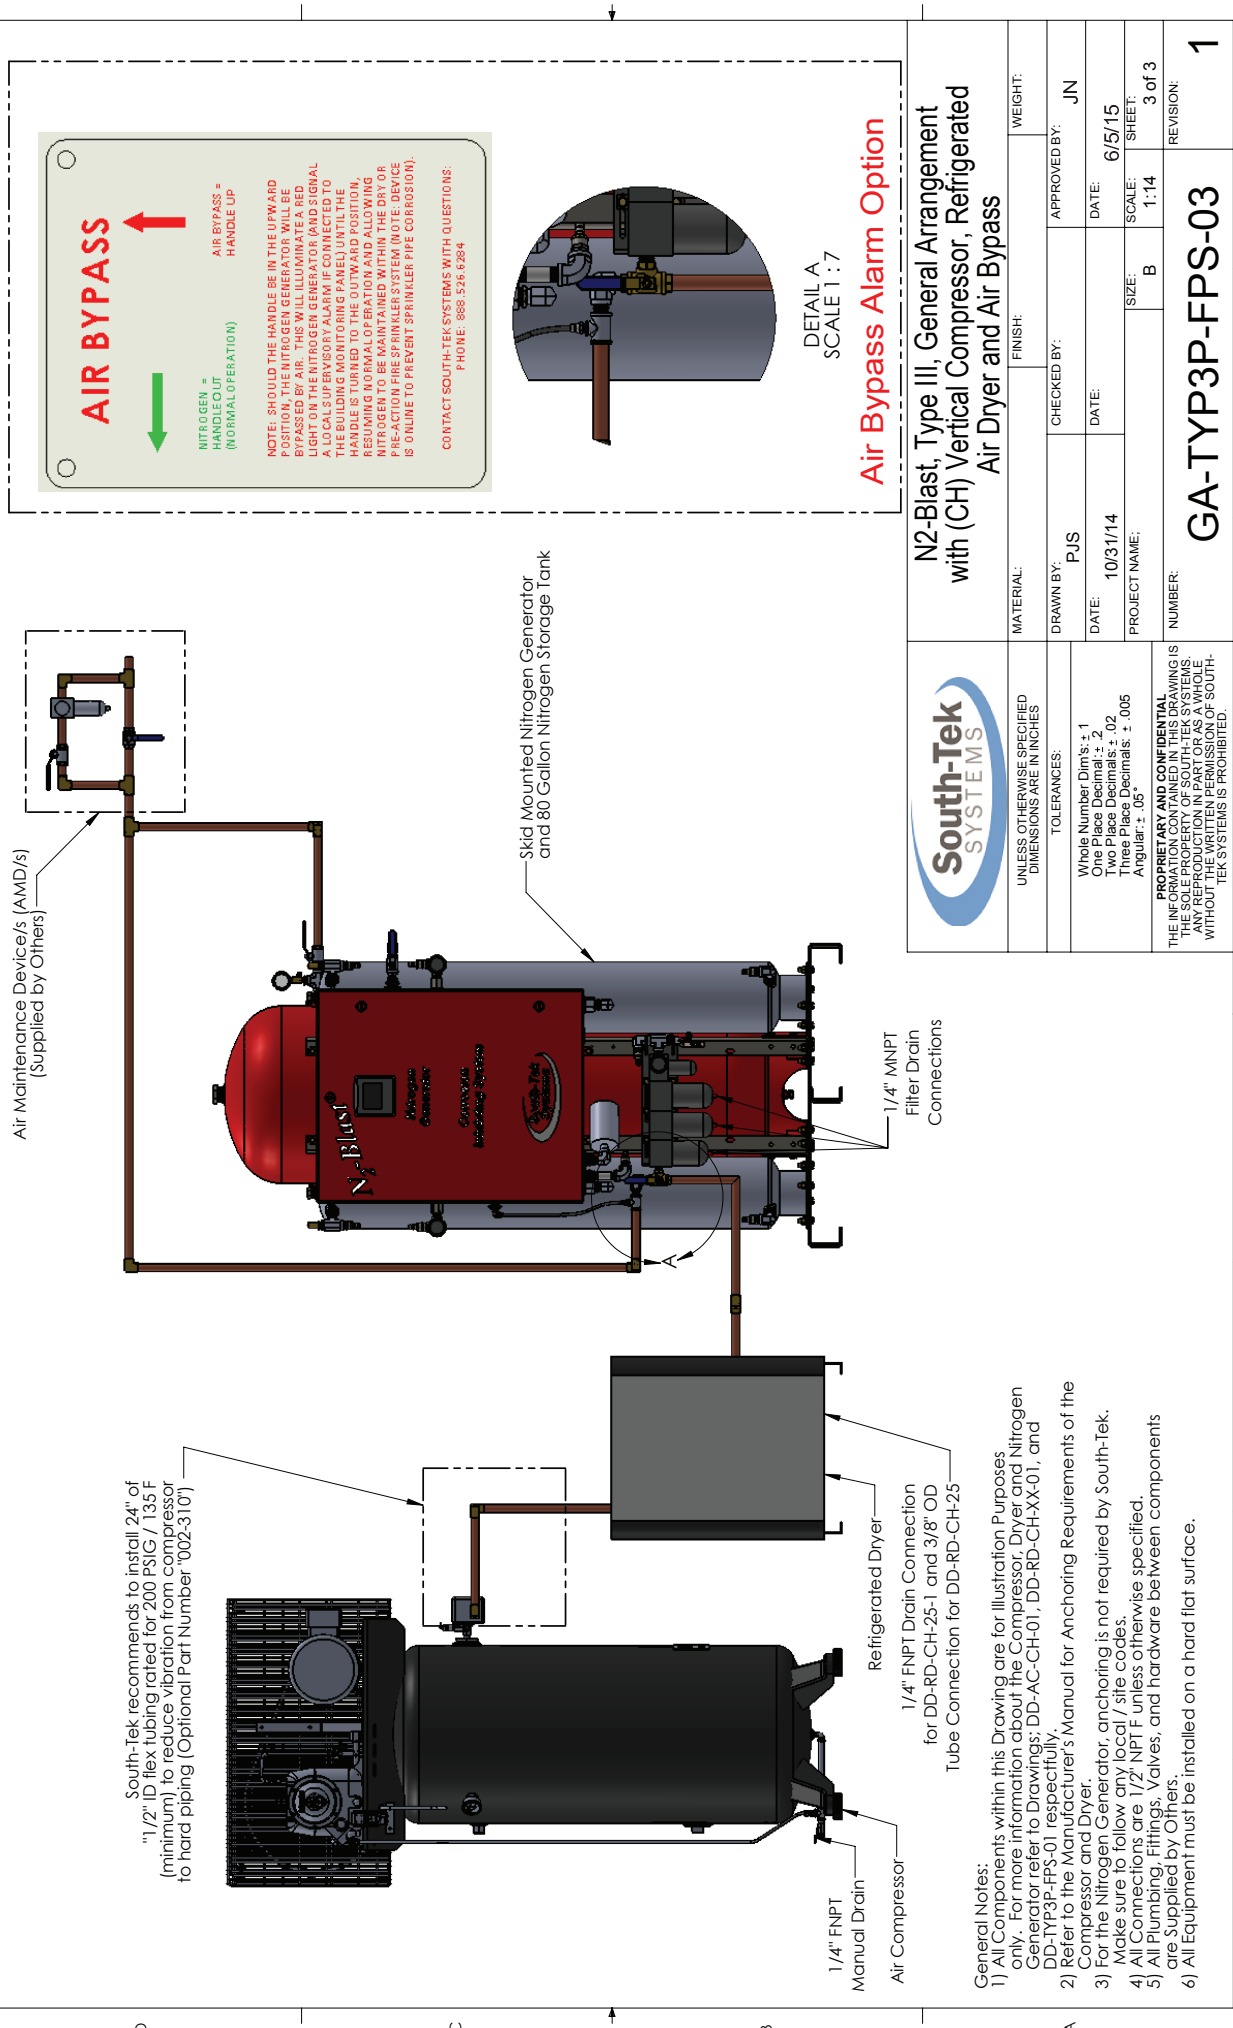 South-Tek recommends to install 24" of
"1/2" ID flex tubing rated for 200 PSIG / 135 F
(minimum) to reduce vibration from compressor
to hard piping (Optional Part Number "002-310")
Air Maintenance Device/s (AMD/s)
(Supplied by Others)
AIR BYPASS
NITROGEN =
HANDLE OUT
(NORMAL OPERATION)
AIR BYPASS =
HANDLE UP
NOTE: SHOULD THE HANDLE BE IN THE UPWARD
POSITION, THE NITROGEN GENERATOR WILL BE
BYPASSED BY AIR. THIS WILL ILLUMINATE A RED
LIGHT ON THE NITROGEN GENERATOR (AND SIGNAL
A LOCAL SUPERVISORY ALARM IF CONNECTED TO
THE BUILDING MONITORING PANEL) UNTIL THE
HANDLE IS TURNED TO THE OUTWARD POSITION,
RESUMING NORMAL OPERATION AND ALLOWING
NITROGEN TO BE MAINTAINED WITHIN THE DRY OR
PRE-ACTION FIRE SPRINKLER SYSTEM (NOTE: DEVICE
IS ONLINE TO PREVENT SPRINKLER PIPE CORROSION).
CONTACT SOUTH-TEK SYSTEMS WITH QUESTIONS:
PHONE: 888.526.6284
DETAIL A
SCALE 1 : 7
Air Bypass Alarm Option
Skid Mounted Nitrogen Generator
and 80 Gallon Nitrogen Storage Tank
N2-Blast®
Nitrogen
Generator
Corrosion
Inhibiting System
South-Tek
Systems
A
1/4" MNPT
Filter Drain
Connections
1/4" FNPT
Manual Drain
Air Compressor
Refrigerated Dryer
1/4" FNPT Drain Connection
for DD-RD-CH-25-1 and 3/8" OD
Tube Connection for DD-RD-CH-25
General Notes:
1) All Components within this Drawing are for Illustration Purposes
only. For more information about the Compressor, Dryer and Nitrogen
Generator refer to Drawings; DD-AC-CH-01, DD-RD-CH-XX-01, and
DD-TYP3P-FPS-01 respectfully.
2) Refer to the Manufacturer's Manual for Anchoring Requirements of the
Compressor and Dryer.
3) For the Nitrogen Generator, anchoring is not required by South-Tek.
Make sure to follow any local / site codes.
4) All Connections are 1/2" NPTF unless otherwise specified.
5) All Plumbing, Fittings, Valves, and hardware between components
are Supplied by Others.
6) All Equipment must be installed on a hard flat surface.
South-Tek
SYSTEMS
UNLESS OTHERWISE SPECIFIED
DIMENSIONS ARE IN INCHES
TOLERANCES:
Whole Number Dim's: ± 1
One Place Decimal: ± .2
Two Place Decimals: ± .02
Three Place Decimals: ± .005
Angular: ± .05°
PROPRIETARY AND CONFIDENTIAL
THE INFORMATION CONTAINED IN THIS DRAWING IS
THE SOLE PROPERTY OF SOUTH-TEK SYSTEMS.
ANY REPRODUCTION IN PART OR AS A WHOLE
WITHOUT THE WRITTEN PERMISSION OF SOUTH-
TEK SYSTEMS IS PROHIBITED.
N2-Blast, Type III, General Arrangement
with (CH) Vertical Compressor, Refrigerated
Air Dryer and Air Bypass
MATERIAL:
FINISH:
WEIGHT:
DRAWN BY:
PJS
CHECKED BY:
APPROVED BY:
JN
DATE:
10/31/14
DATE:
DATE:
6/5/15
PROJECT NAME:
SIZE:
B
SCALE:
1:14
SHEET:
3 of 3
NUMBER:
GA-TYP3P-FPS-03
REVISION:
1